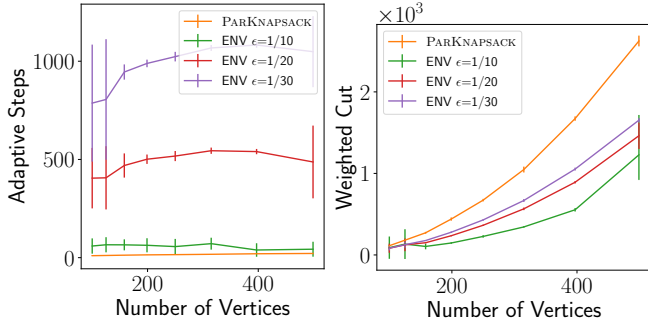 ×10³
1000
500
0
200
400
Adaptive Steps
Number of Vertices
PARKNAPSACK
ENV ϵ=1/10
ENV ϵ=1/20
ENV ϵ=1/30
2
1
0
200
400
Weighted Cut
Number of Vertices
PARKNAPSACK
ENV ϵ=1/10
ENV ϵ=1/20
ENV ϵ=1/30